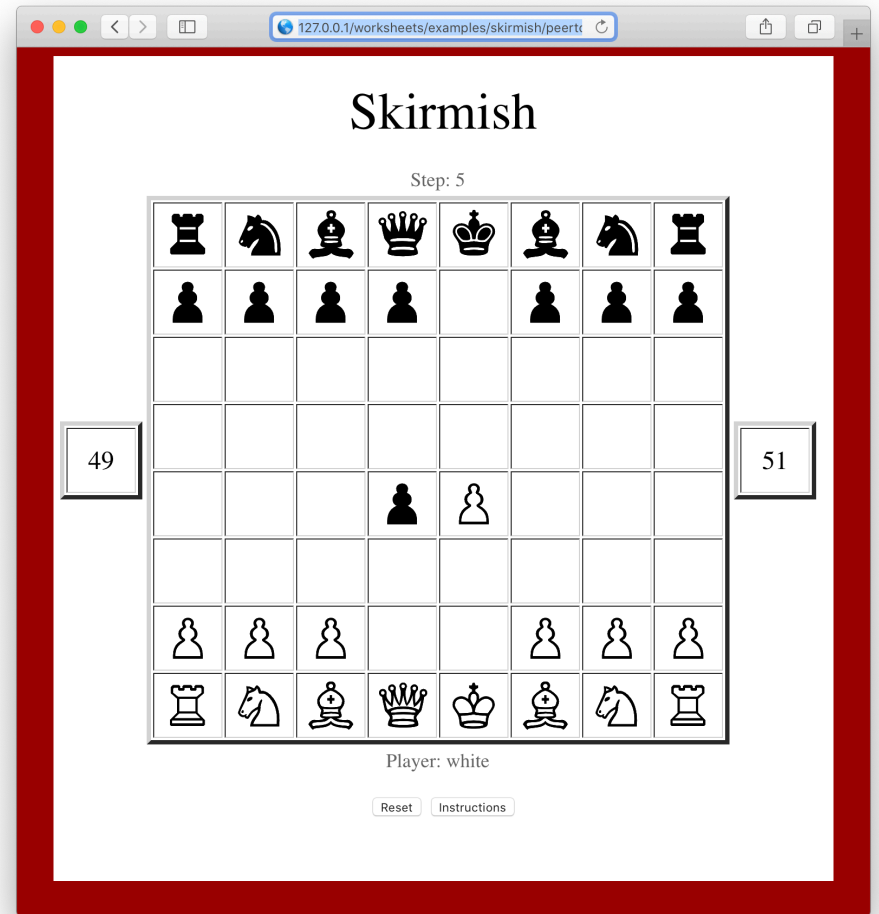 127.0.0.1/worksheets/examples/skirmish/peert
Skirmish
Step: 5
49
51
Player: white
Reset
Instructions